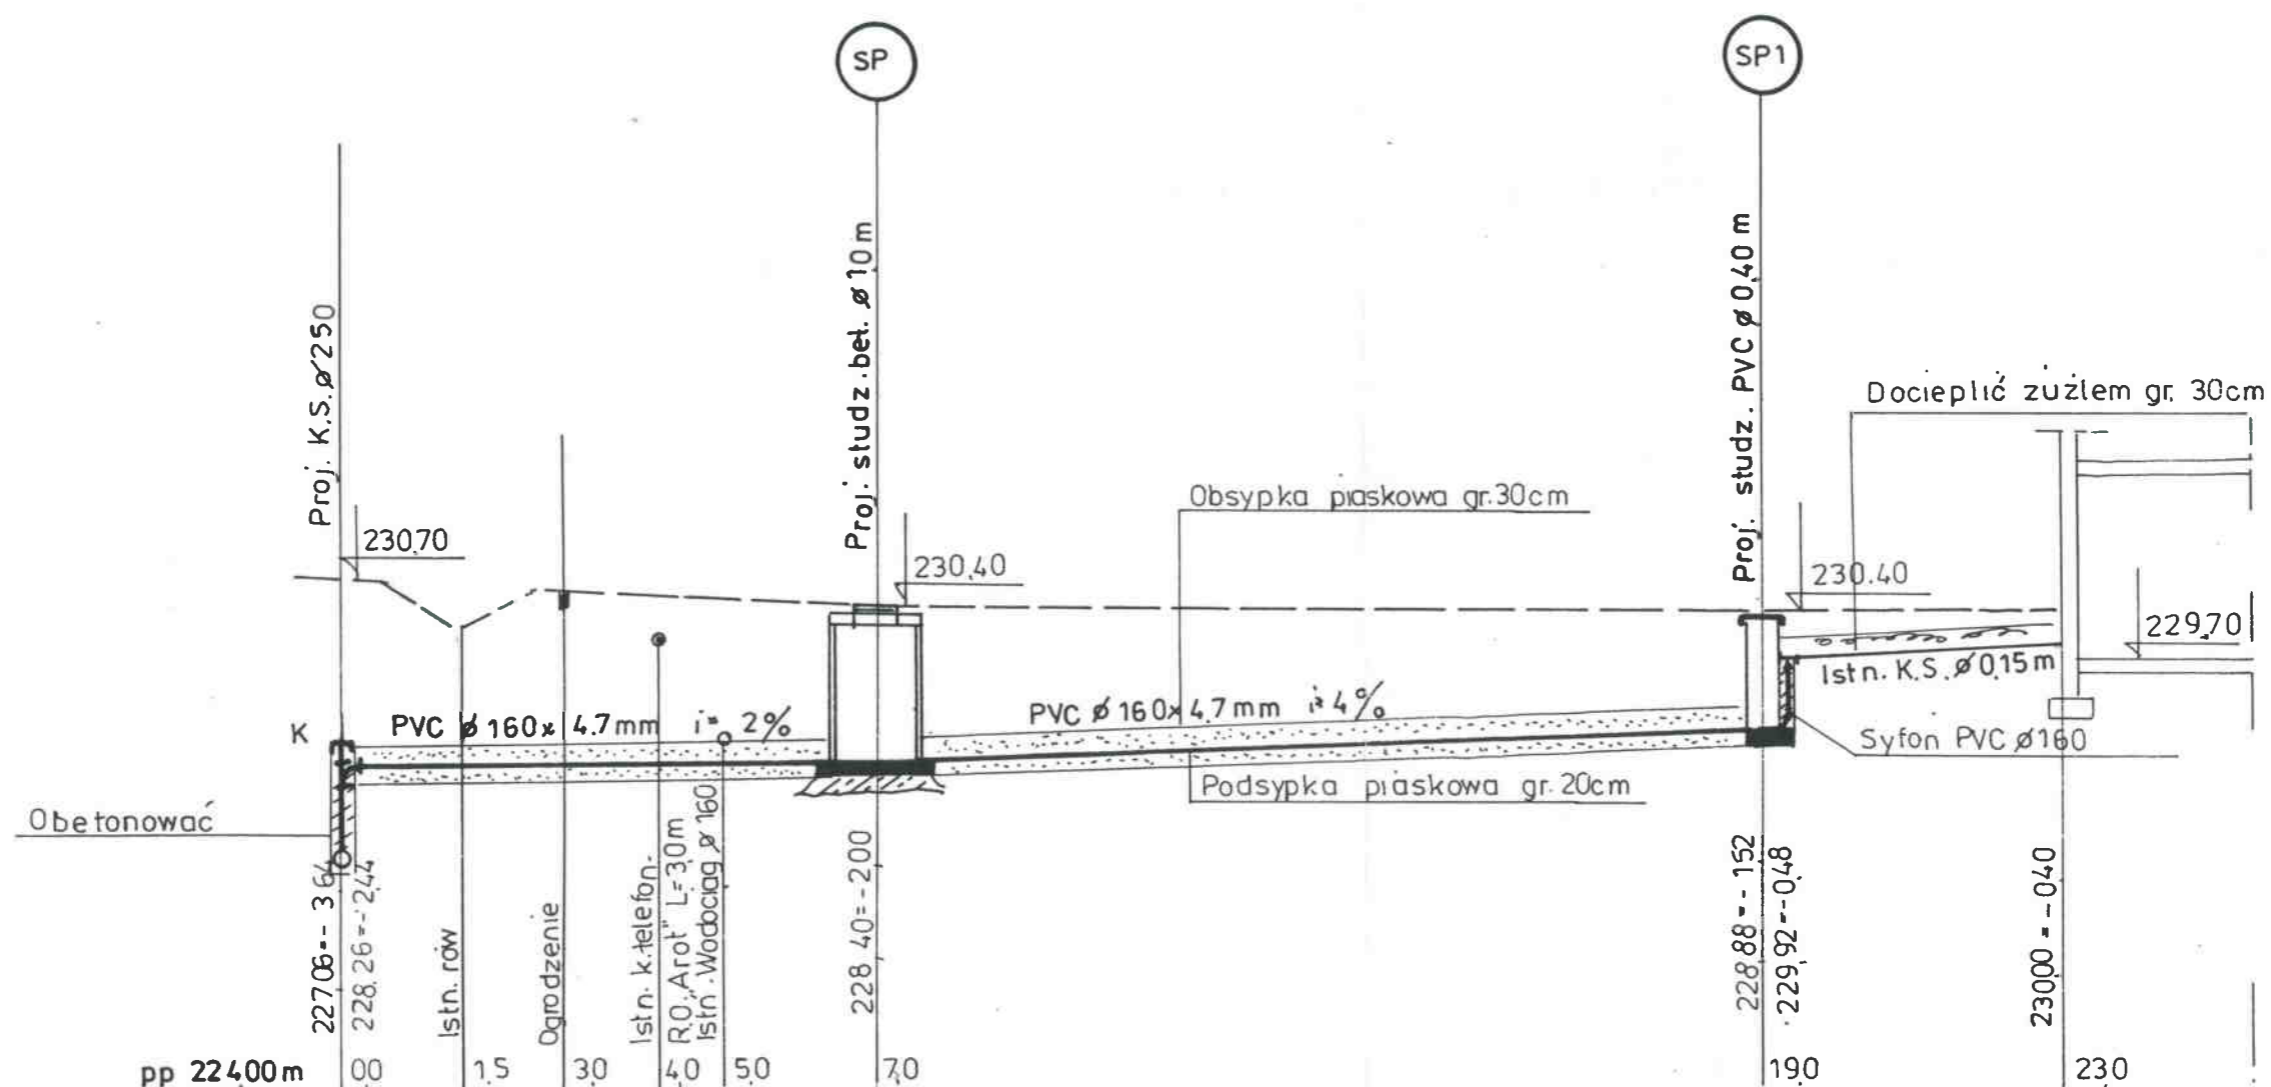 SP
SP1
Proj. K.S. ø250
Proj. studz. bet. ø 1,0 m
Proj. studz. PVC ø 0,40 m
Docieplić zużlem gr. 30cm
Obsypka piaskowa gr. 30cm
230,70
230,40
230.40
229,70
Istn. K.S. ø 0,15 m
K
PVC ø 160x 4.7 mm i= 2%
PVC ø 160x 4,7 mm i= 4%
Syfon PVC ø160
Podsypka piaskowa gr. 20cm
Obetonować
227,06=-3,64
228,26=-2,44
Istn. rów
Ogrodzenie
Istn. k. telefon.
R.O. „Arot" L=3,0m
Istn. Wodociąg ø 160
228,40=-2,00
228,88=-1,52
229,92=-0,48
230,00=-0,40
pp 224,00 m
0,0
1,5
3,0
4,0
5,0
7,0
19,0
23,0